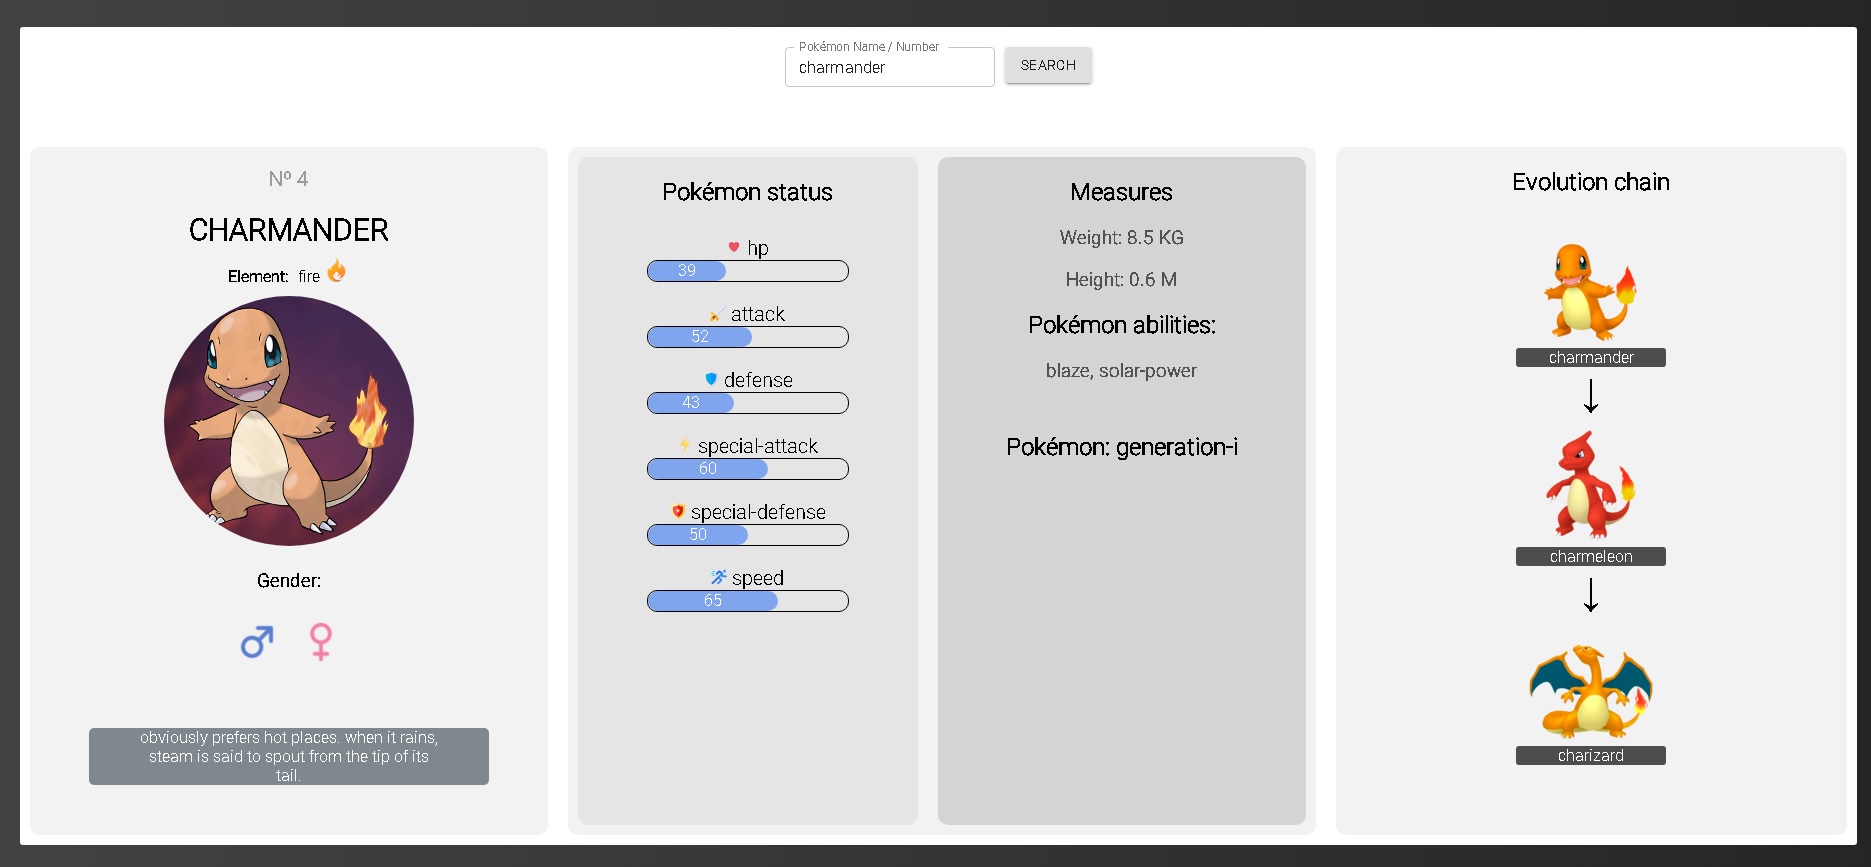 Pokémon Name / Number
charmander
SEARCH
Nº 4
CHARMANDER
Element: fire
Gender:
obviously prefers hot places. when it rains,
steam is said to spout from the tip of its
tail.
Pokémon status
hp
39
attack
52
defense
43
special-attack
60
special-defense
50
speed
65
Measures
Weight: 8.5 KG
Height: 0.6 M
Pokémon abilities:
blaze, solar-power
Pokémon: generation-i
Evolution chain
charmander
charmeleon
charizard